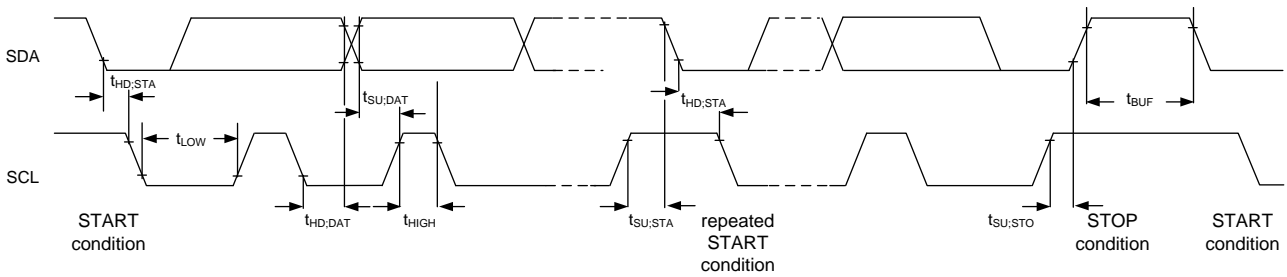 SDA
tHD;STA
tSU;DAT
tHD;STA
tBUF
tLOW
SCL
tHD;DAT
tHIGH
tSU;STA
tSU;STO
START
condition
repeated
START
condition
STOP
condition
START
condition